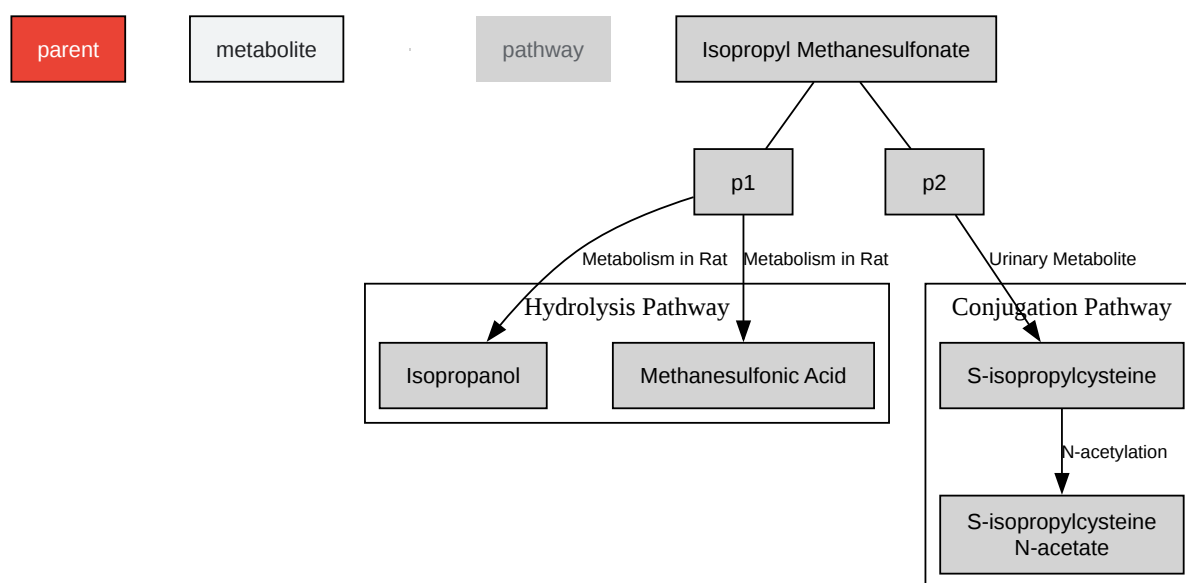 parent
metabolite
pathway
Isopropyl Methanesulfonate
p1
p2
Metabolism in Rat
Metabolism in Rat
Urinary Metabolite
Hydrolysis Pathway
Conjugation Pathway
Isopropanol
Methanesulfonic Acid
S-isopropylcysteine
N-acetylation
S-isopropylcysteine
N-acetate